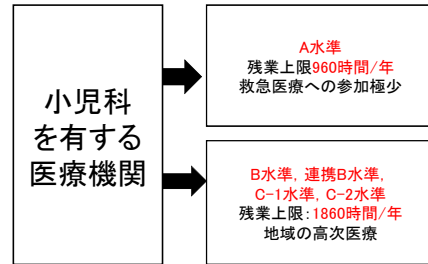 小児科
を有する
医療機関
A水準
残業上限960時間/年
救急医療への参加極少
B水準, 連携B水準,
C-1水準, C-2水準
残業上限:1860時間/年
地域の高次医療